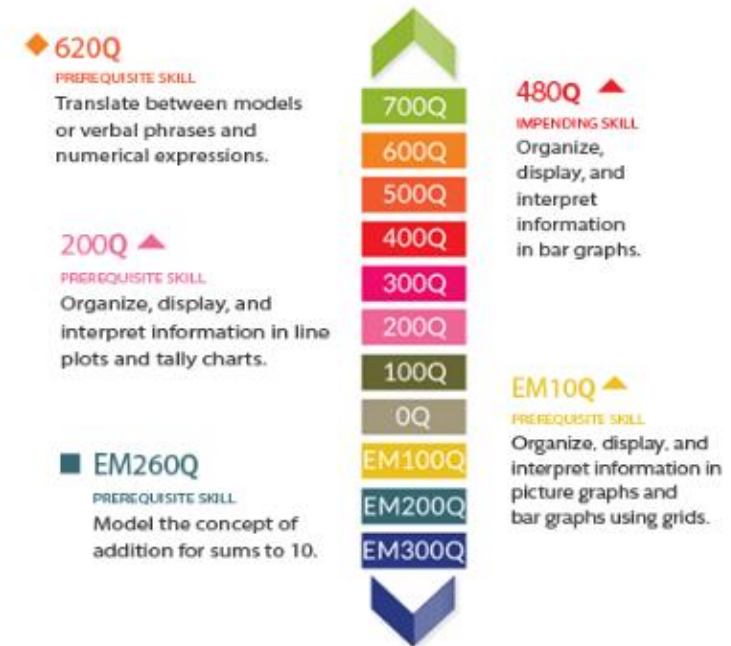 620Q
PREREQUISITE SKILL
Translate between models
or verbal phrases and
numerical expressions.
200Q
PREREQUISITE SKILL
Organize, display, and
interpret information in line
plots and tally charts.
EM260Q
PREREQUISITE SKILL
Model the concept of
addition for sums to 10.
700Q
600Q
500Q
400Q
300Q
200Q
100Q
0Q
EM100Q
EM200Q
EM300Q
480Q
IMPENDING SKILL
Organize,
display, and
interpret
information
in bar graphs.
EM10Q
PREREQUISITE SKILL
Organize, display, and
interpret information in
picture graphs and
bar graphs using grids.